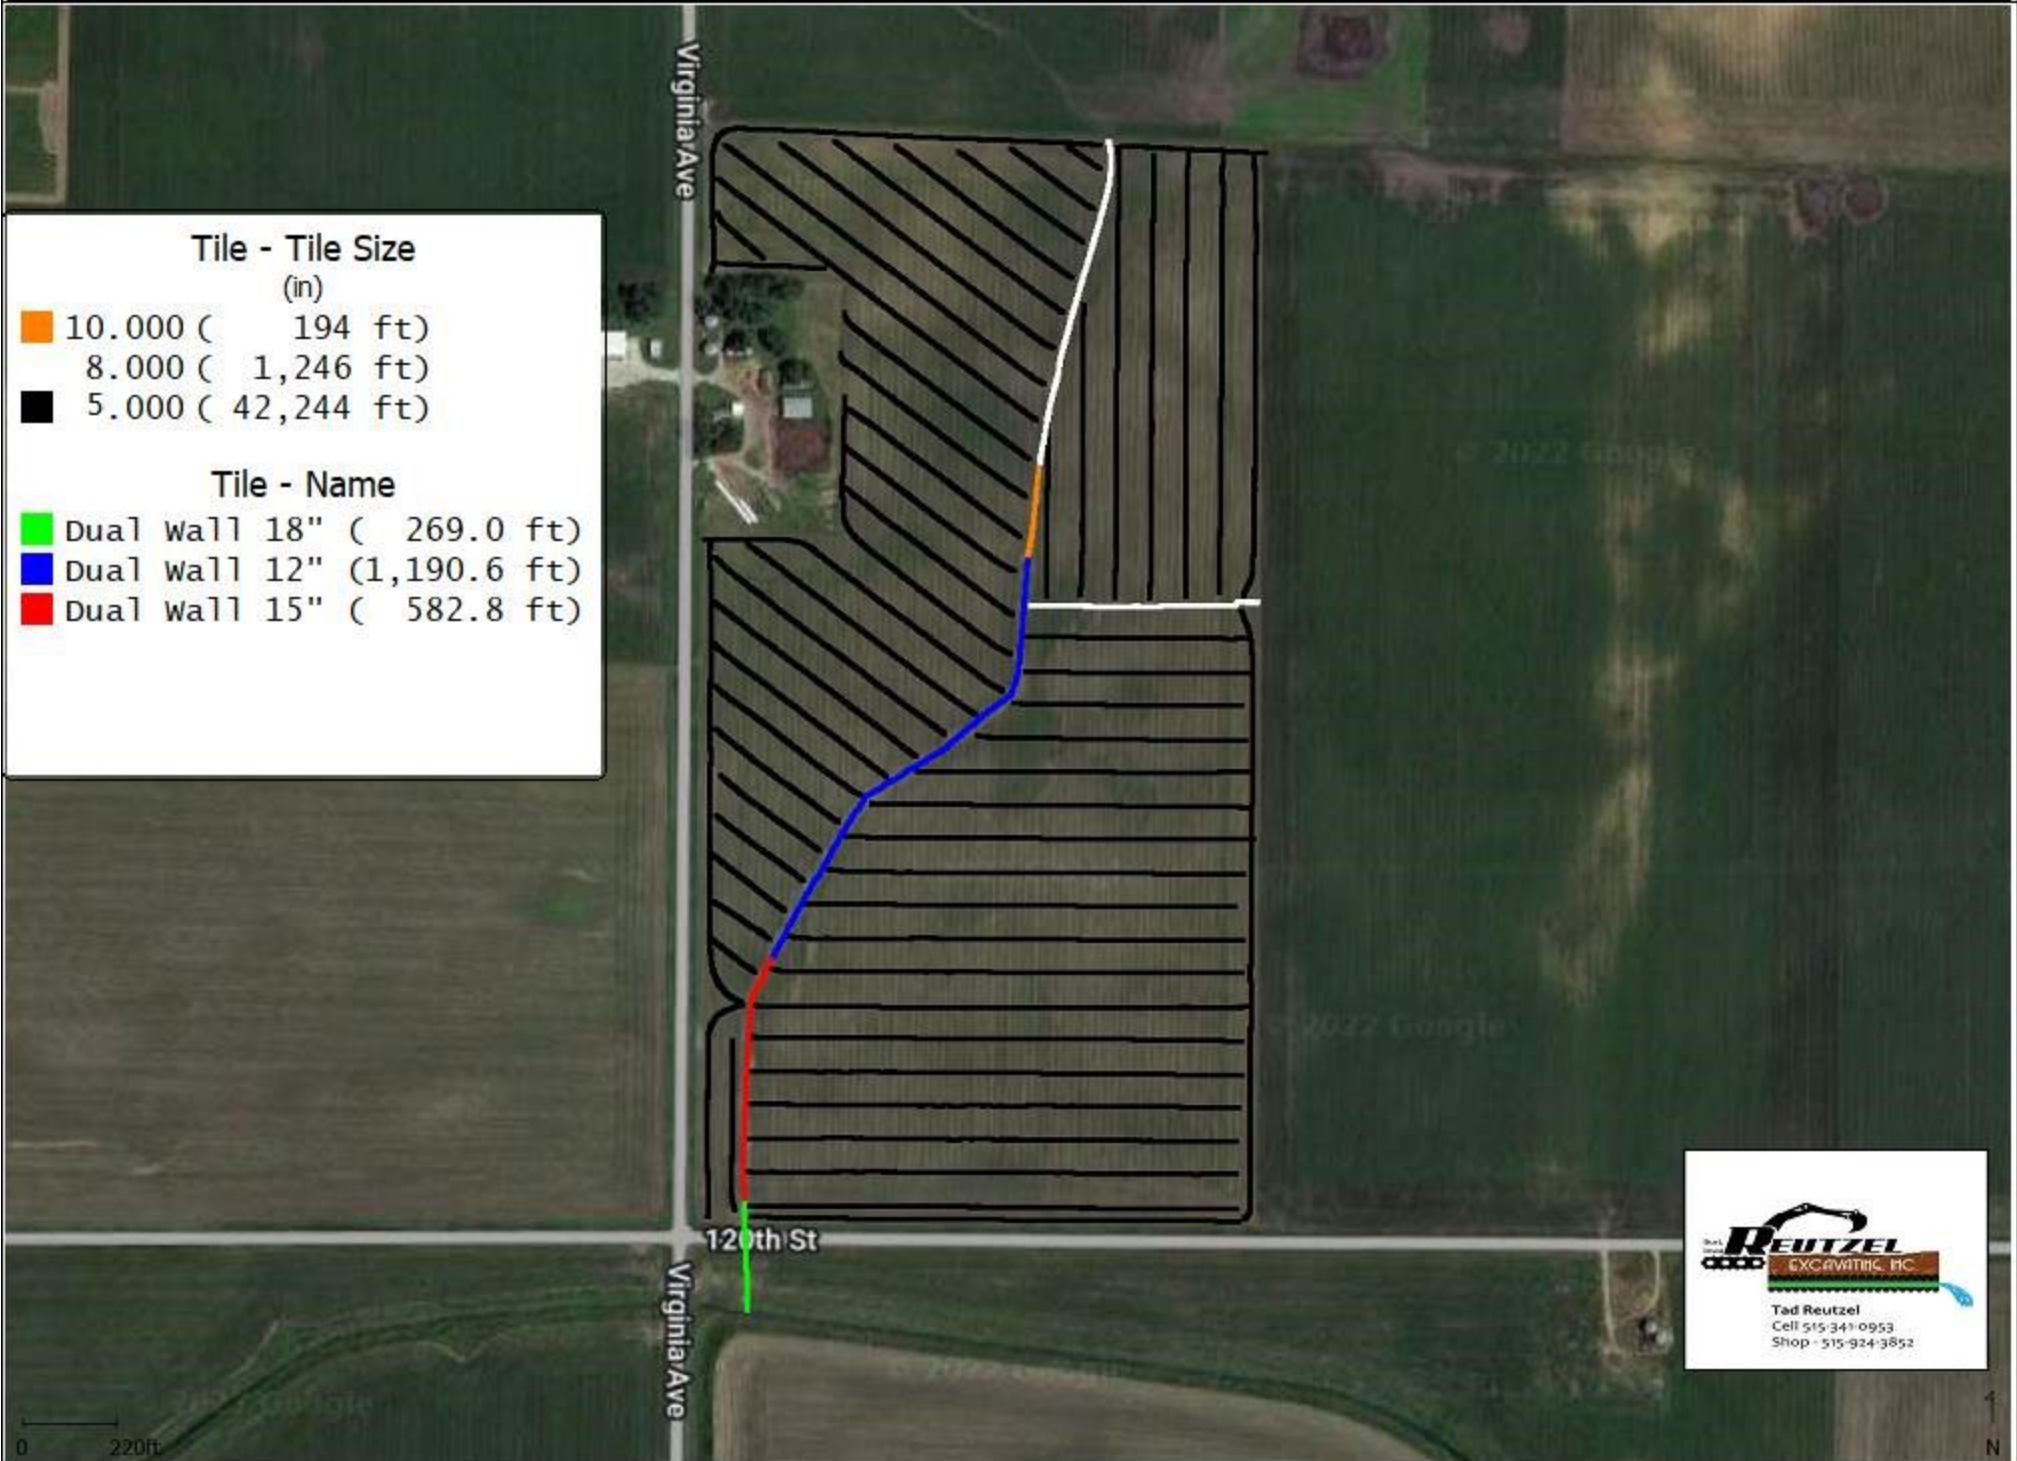 Virginia Ave
Tile - Tile Size
(in)
10.000 ( 194 ft)
8.000 ( 1,246 ft)
5.000 ( 42,244 ft)
Tile - Name
Dual Wall 18" ( 269.0 ft)
Dual Wall 12" (1,190.6 ft)
Dual Wall 15" ( 582.8 ft)
© 2022 Google
2022 Google
120th St
Virginia Ave
REUTZEL
EXCAVATING, INC
Tad Reutzel
Cell 515-341-0953
Shop - 515-924-3852
0 220ft
N